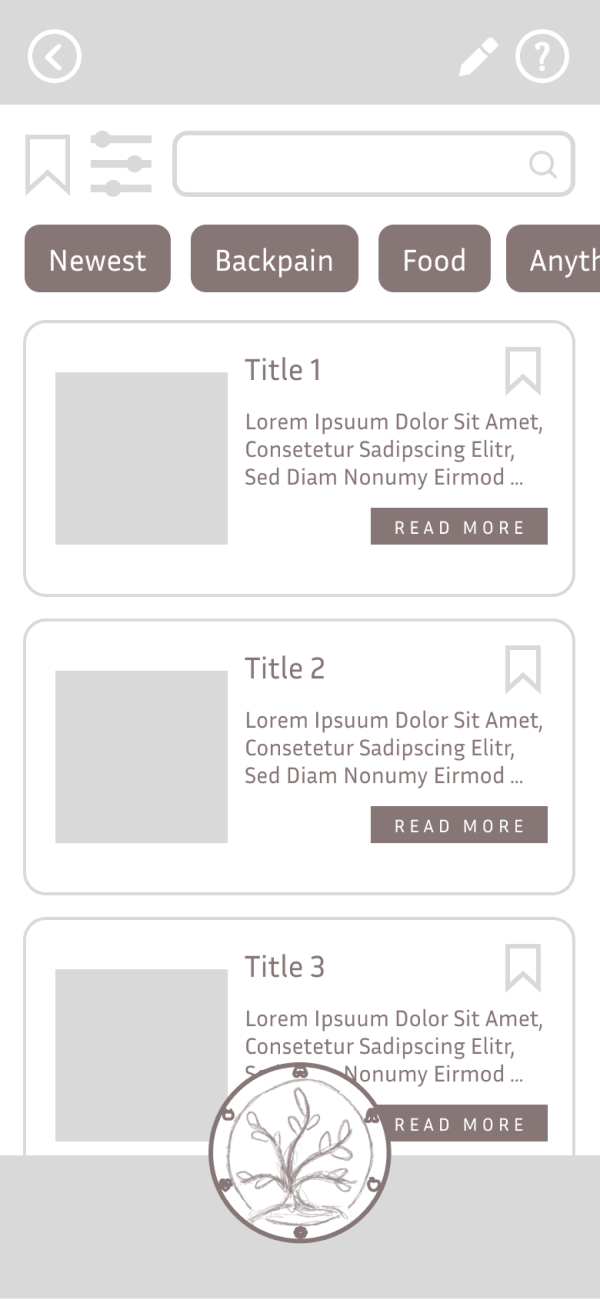 ?
Newest Backpain Food Anyth
Title 1
Lorem Ipsuum Dolor Sit Amet,
Consetetur Sadipscing Elitr,
Sed Diam Nonumy Eirmod ...
READ MORE
Title 2
Lorem Ipsuum Dolor Sit Amet,
Consetetur Sadipscing Elitr,
Sed Diam Nonumy Eirmod ...
READ MORE
Title 3
Lorem Ipsuum Dolor Sit Amet,
Consetetur Sadipscing Elitr,
Nonumy Eirmod ...
READ MORE